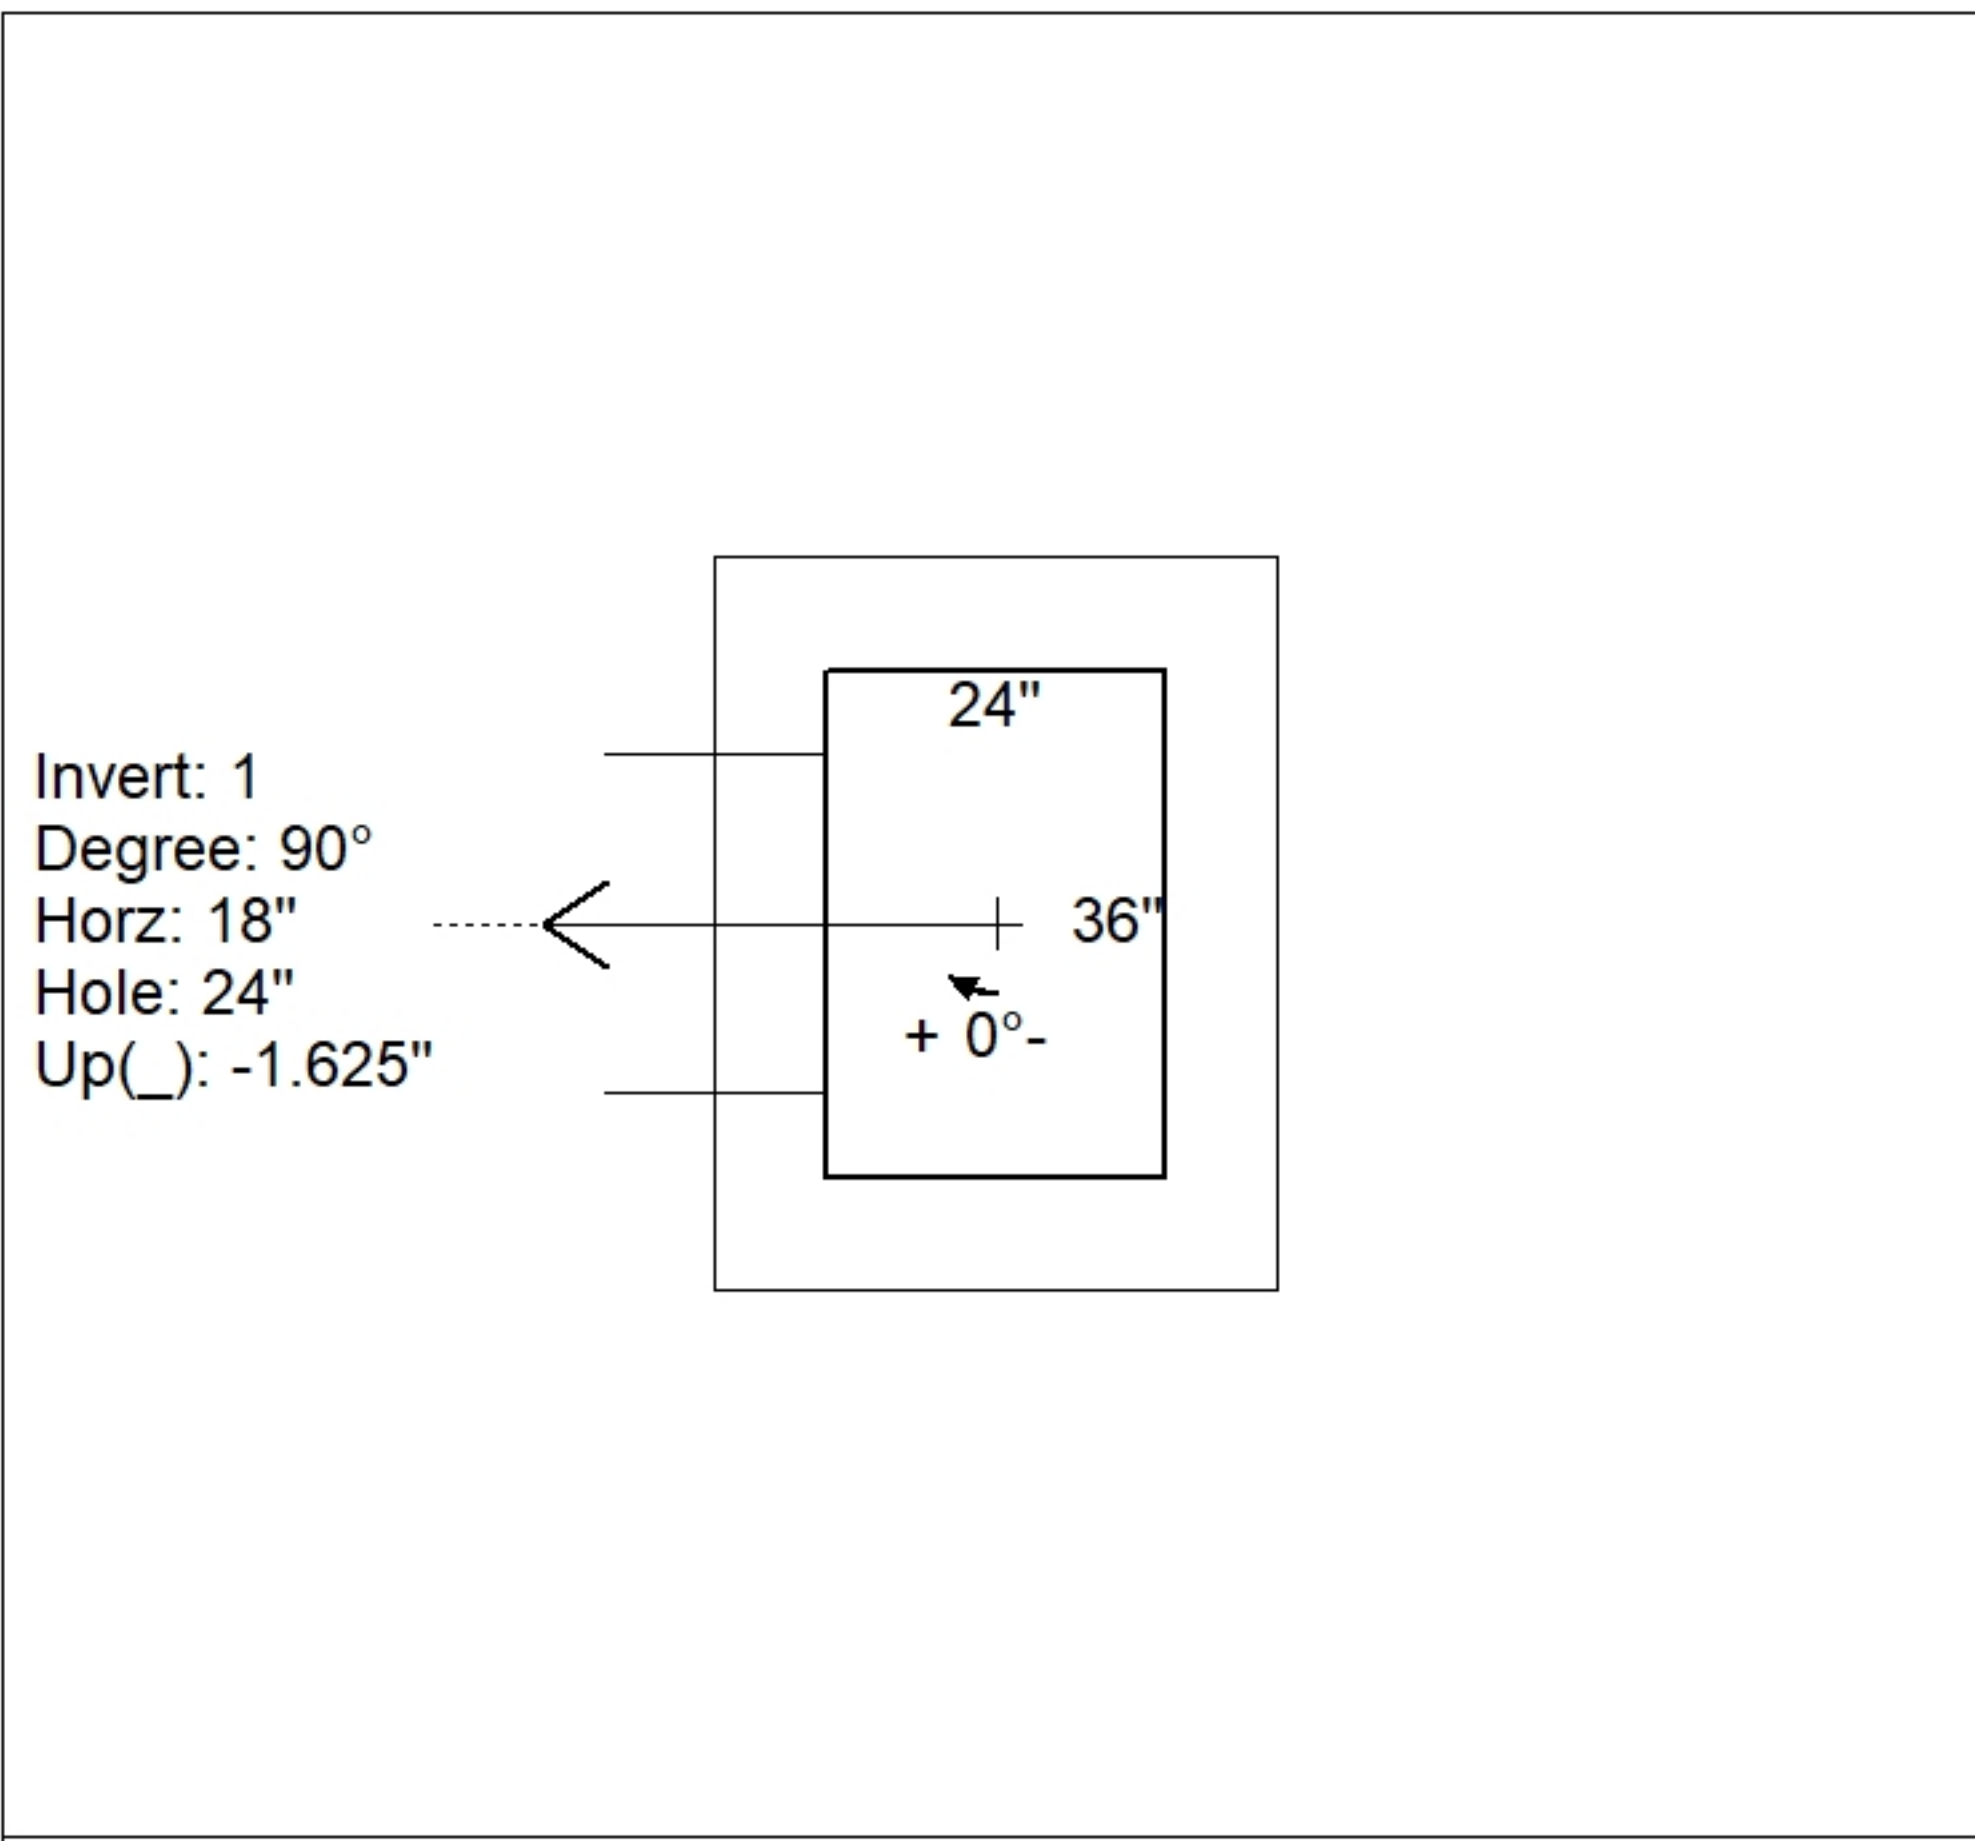 24"
Invert: 1
Degree: 90°
Horz: 18"
Hole: 24"
Up(_): -1.625"
36"
+ 0°-